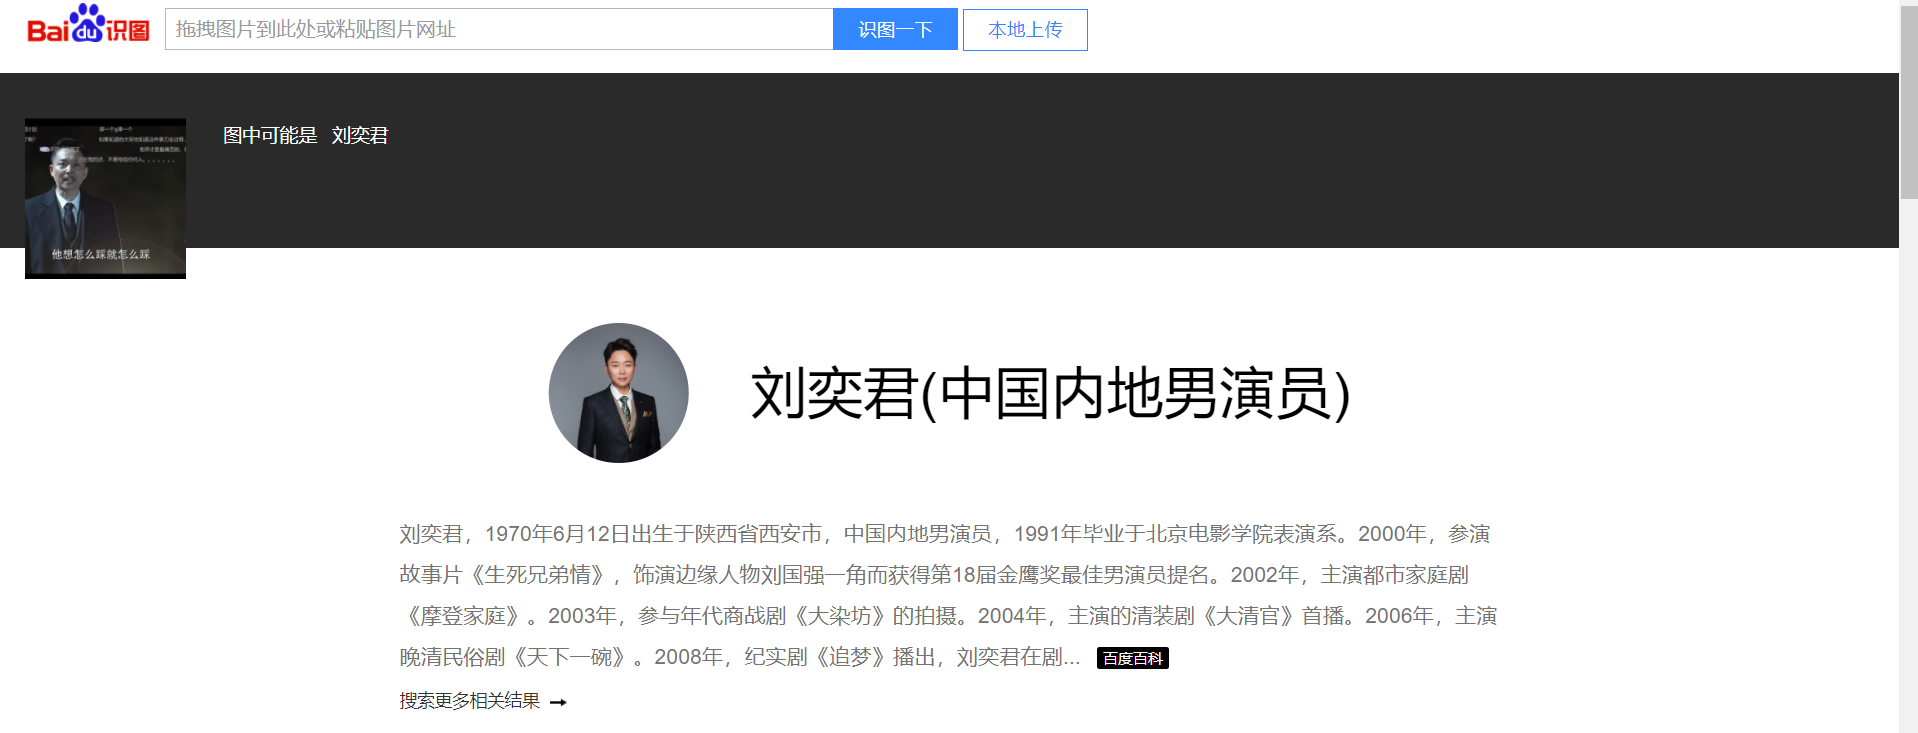 Bai du 识图
拖拽图片到此处或粘贴图片网址
识图一下
本地上传
图中可能是 刘奕君
他想怎么踩就怎么踩
刘奕君(中国内地男演员)
刘奕君，1970年6月12日出生于陕西省西安市，中国内地男演员，1991年毕业于北京电影学院表演系。2000年，参演
故事片《生死兄弟情》，饰演边缘人物刘国强一角而获得第18届金鹰奖最佳男演员提名。2002年，主演都市家庭剧
《摩登家庭》。2003年，参与年代商战剧《大染坊》的拍摄。2004年，主演的清装剧《大清官》首播。2006年，主演
晚清民俗剧《天下一碗》。2008年，纪实剧《追梦》播出，刘奕君在剧... 百度百科
搜索更多相关结果 →